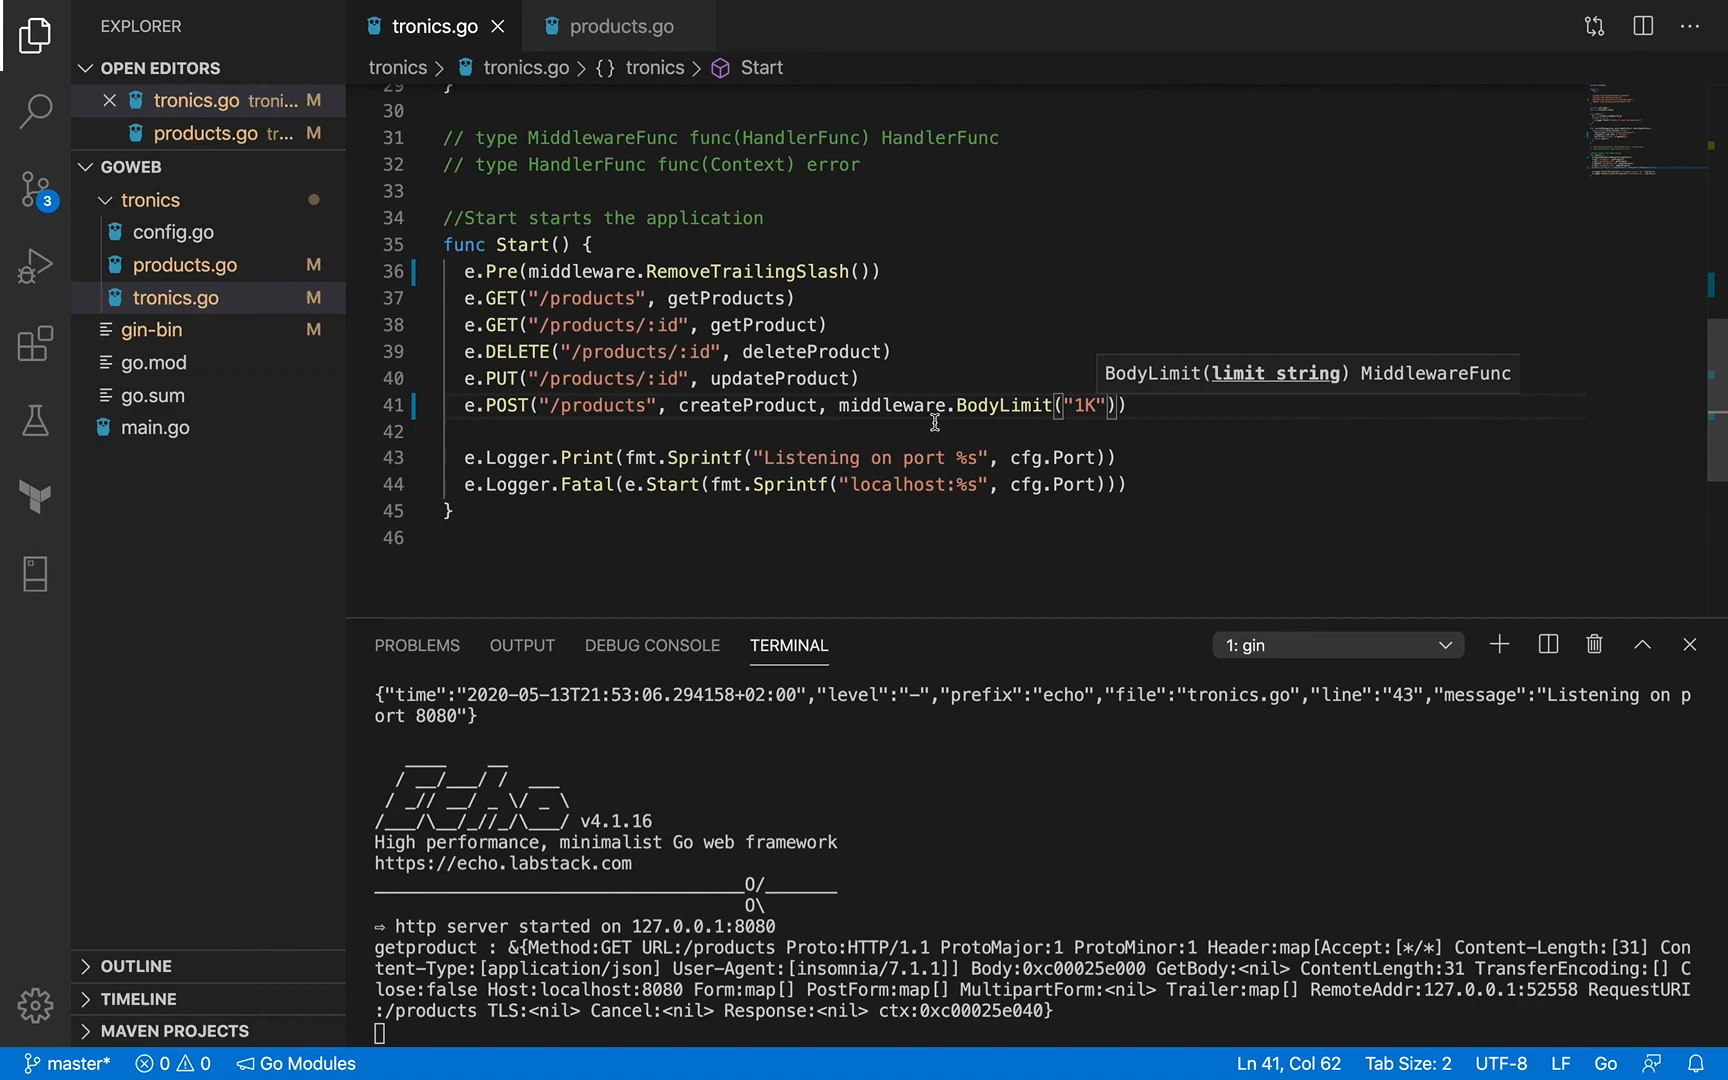 EXPLORER
OPEN EDITORS
tronics.go troni... M
products.go tr... M
GOWEB
tronics
config.go
products.go M
tronics.go M
gin-bin M
go.mod
go.sum
main.go
3
OUTLINE
TIMELINE
MAVEN PROJECTS
tronics.go products.go
tronics > tronics.go > {} tronics > Start
29 }
30
31 // type MiddlewareFunc func(HandlerFunc) HandlerFunc
32 // type HandlerFunc func(Context) error
33
34 //Start starts the application
35 func Start() {
36 e.Pre(middleware.RemoveTrailingSlash())
37 e.GET("/products", getProducts)
38 e.GET("/products/:id", getProduct)
39 e.DELETE("/products/:id", deleteProduct)
40 e.PUT("/products/:id", updateProduct)
BodyLimit(limit string) MiddlewareFunc
41 e.POST("/products", createProduct, middleware.BodyLimit("1K"))
42
43 e.Logger.Print(fmt.Sprintf("Listening on port %s", cfg.Port))
44 e.Logger.Fatal(e.Start(fmt.Sprintf("localhost:%s", cfg.Port)))
45 }
46
PROBLEMS OUTPUT DEBUG CONSOLE TERMINAL 1: gin
{"time":"2020-05-13T21:53:06.294158+02:00","level":"-","prefix":"echo","file":"tronics.go","line":"43","message":"Listening on p
ort 8080"}
   ____    __
  / __/___/ /  ___
 / _// __/ _ \/ _ \
/___/\__/_//_/\___/ v4.1.16
High performance, minimalist Go web framework
https://echo.labstack.com
____________________________________O/_______
                                    O\
⇨ http server started on 127.0.0.1:8080
getproduct : &{Method:GET URL:/products Proto:HTTP/1.1 ProtoMajor:1 ProtoMinor:1 Header:map[Accept:[*/*] Content-Length:[31] Con
tent-Type:[application/json] User-Agent:[insomnia/7.1.1]] Body:0xc00025e000 GetBody:<nil> ContentLength:31 TransferEncoding:[] C
lose:false Host:localhost:8080 Form:map[] PostForm:map[] MultipartForm:<nil> Trailer:map[] RemoteAddr:127.0.0.1:52558 RequestURI
:/products TLS:<nil> Cancel:<nil> Response:<nil> ctx:0xc00025e040}
master* 0 0 Go Modules Ln 41, Col 62 Tab Size: 2 UTF-8 LF Go